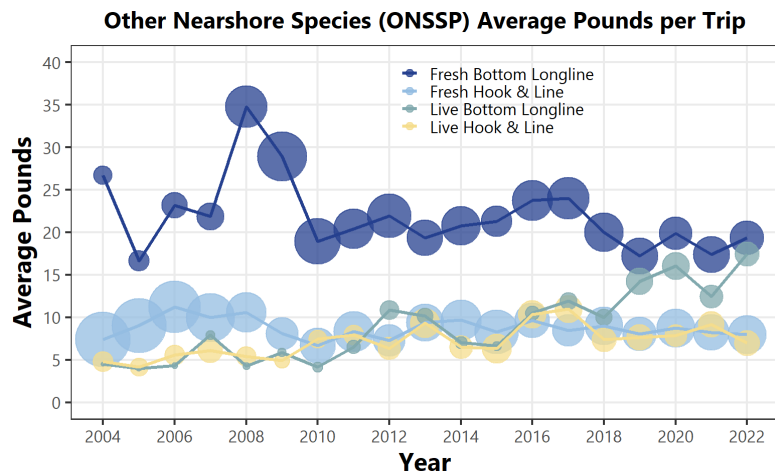 Other Nearshore Species (ONSSP) Average Pounds per Trip
Average Pounds
40
35
30
25
20
15
10
5
0
Fresh Bottom Longline
Fresh Hook & Line
Live Bottom Longline
Live Hook & Line
2004 2006 2008 2010 2012 2014 2016 2018 2020 2022
Year